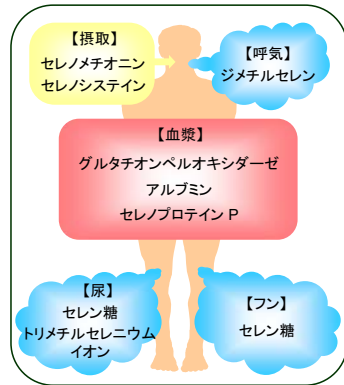 【摂取】
セレノメチオニン
セレノシステイン
【呼気】
ジメチルセレン
【血漿】
グルタチオンペルオキシダーゼ
アルブミン
セレノプロテイン P
【尿】
セレン糖
トリメチルセレニウム
イオン
【フン】
セレン糖